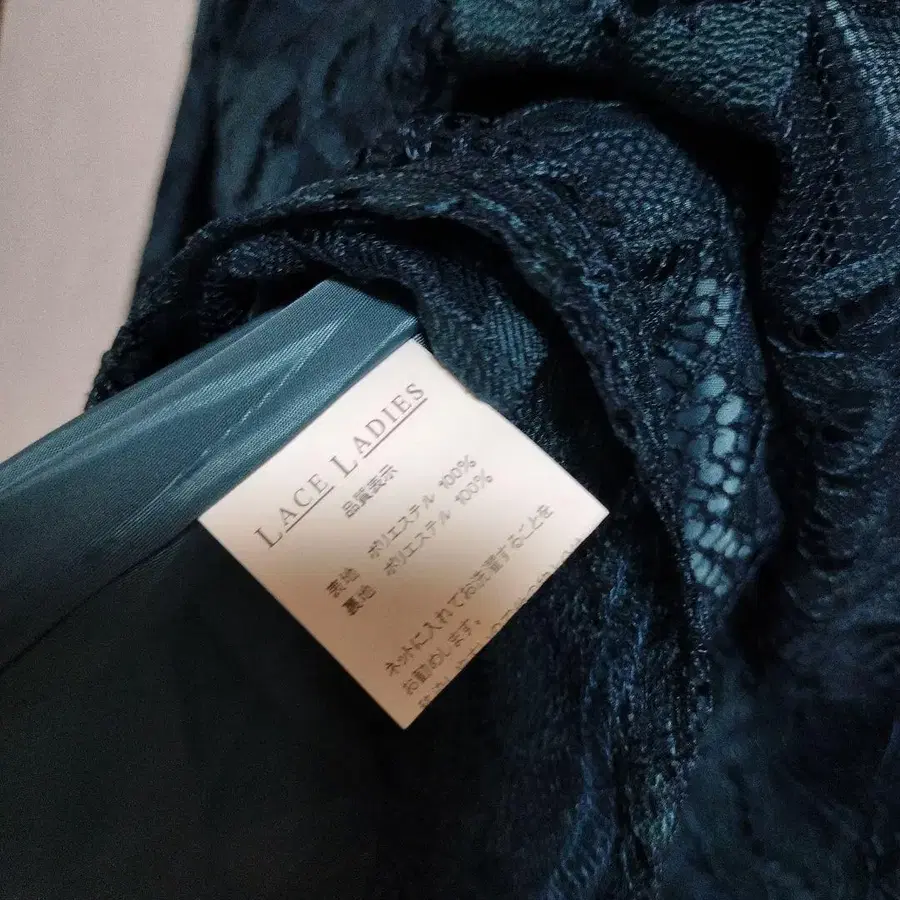 LACE LADIES
品質表示
表地 ポリエステル 100%
裏地 ポリエステル 100%
ネットに入れてお洗濯することを
お勧めします。